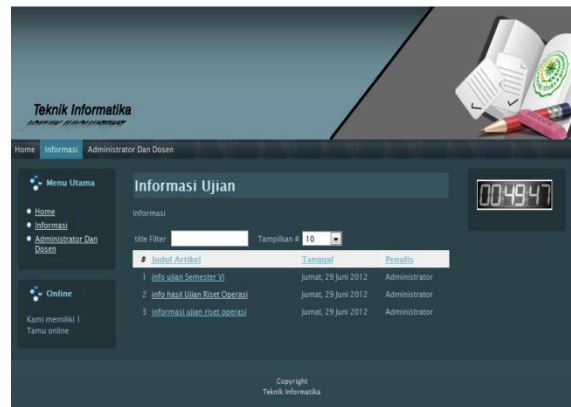 Teknik Informatika
Home Informasi Administrator Dan Dosen
Menu Utama
Home
Informasi
Administrator Dan
Dosen
Online
Kami memiliki 1
Tamu online
Informasi Ujian
Informasi
title Filter Tampilkan # 10
# Judul Artikel Tanggal Penulis
1 info ujian Semester VI Jumat, 29 Juni 2012 Administrator
2 info hasil Ujian Riset Operasi Jumat, 29 Juni 2012 Administrator
3 informasi ujian riset operasi Jumat, 29 Juni 2012 Administrator
00:49:47
Copyright
Teknik Informatika